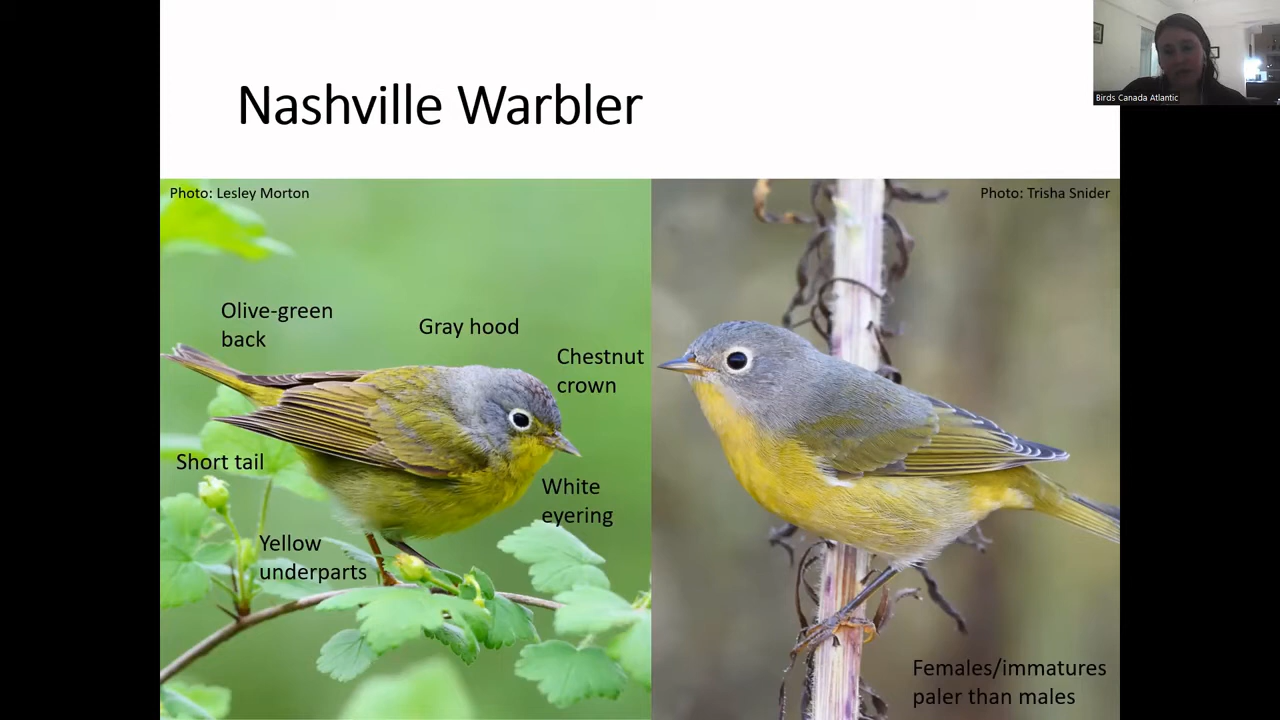 Nashville Warbler
Birds Canada Atlantic
Photo: Lesley Morton
Photo: Trisha Snider
Olive-green
back
Gray hood
Chestnut
crown
Short tail
White
eyering
Yellow
underparts
Females/immatures
paler than males